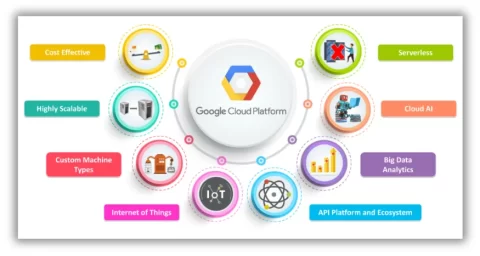 Cost Effective
Serverless
Google Cloud Platform
Highly Scalable
Cloud AI
Custom Machine
Types
Big Data
Analytics
IoT
Internet of Things
API Platform and Ecosystem